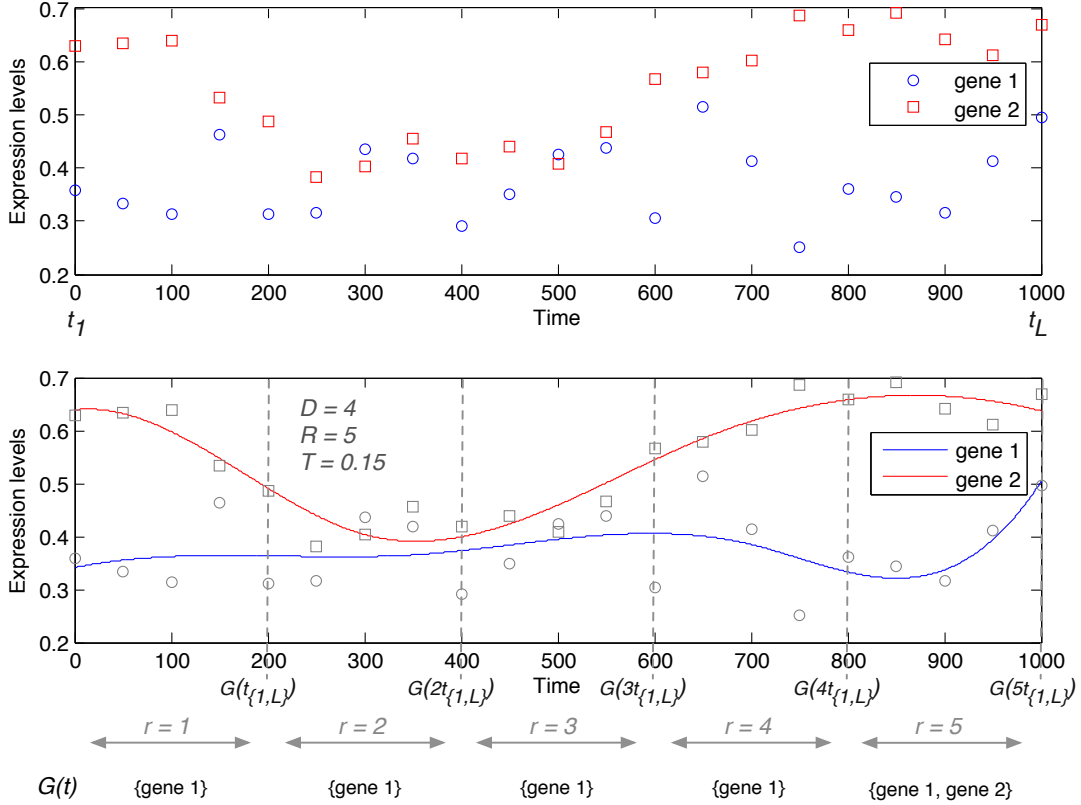 0.7
0.6
0.5
0.4
0.3
0.2
Expression levels
gene 1
gene 2
0 100 200 300 400 500 600 700 800 900 1000
t1 Time tL
0.7
0.6
0.5
0.4
0.3
0.2
Expression levels
D = 4
R = 5
T = 0.15
gene 1
gene 2
0 100 200 300 400 500 600 700 800 900 1000
G(t{1,L}) G(2t{1,L}) Time G(3t{1,L}) G(4t{1,L}) G(5t{1,L})
r = 1 r = 2 r = 3 r = 4 r = 5
G(t) {gene 1} {gene 1} {gene 1} {gene 1} {gene 1, gene 2}